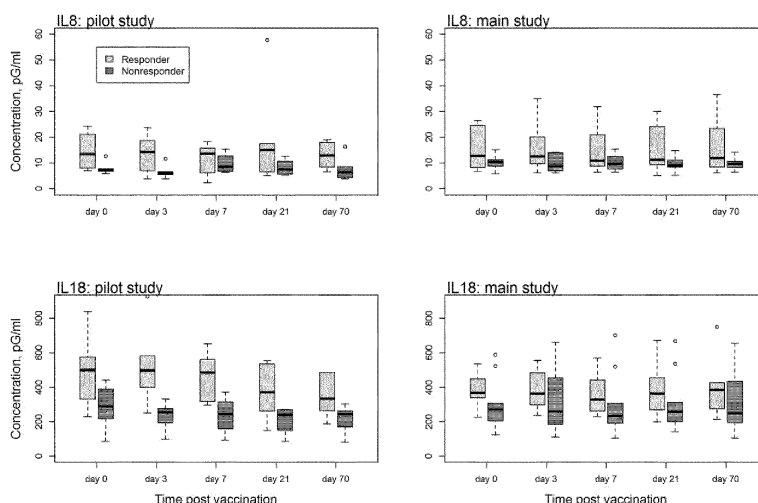 IL8: pilot study
60
50
40
30
20
10
0
Concentration, pG/ml
Responder
Nonresponder
day 0 day 3 day 7 day 21 day 70
IL8: main study
60
50
40
30
20
10
0
day 0 day 3 day 7 day 21 day 70
IL18: pilot study
800
600
400
200
0
Concentration, pG/ml
day 0 day 3 day 7 day 21 day 70
Time post vaccination
IL18: main study
800
600
400
200
0
day 0 day 3 day 7 day 21 day 70
Time post vaccination